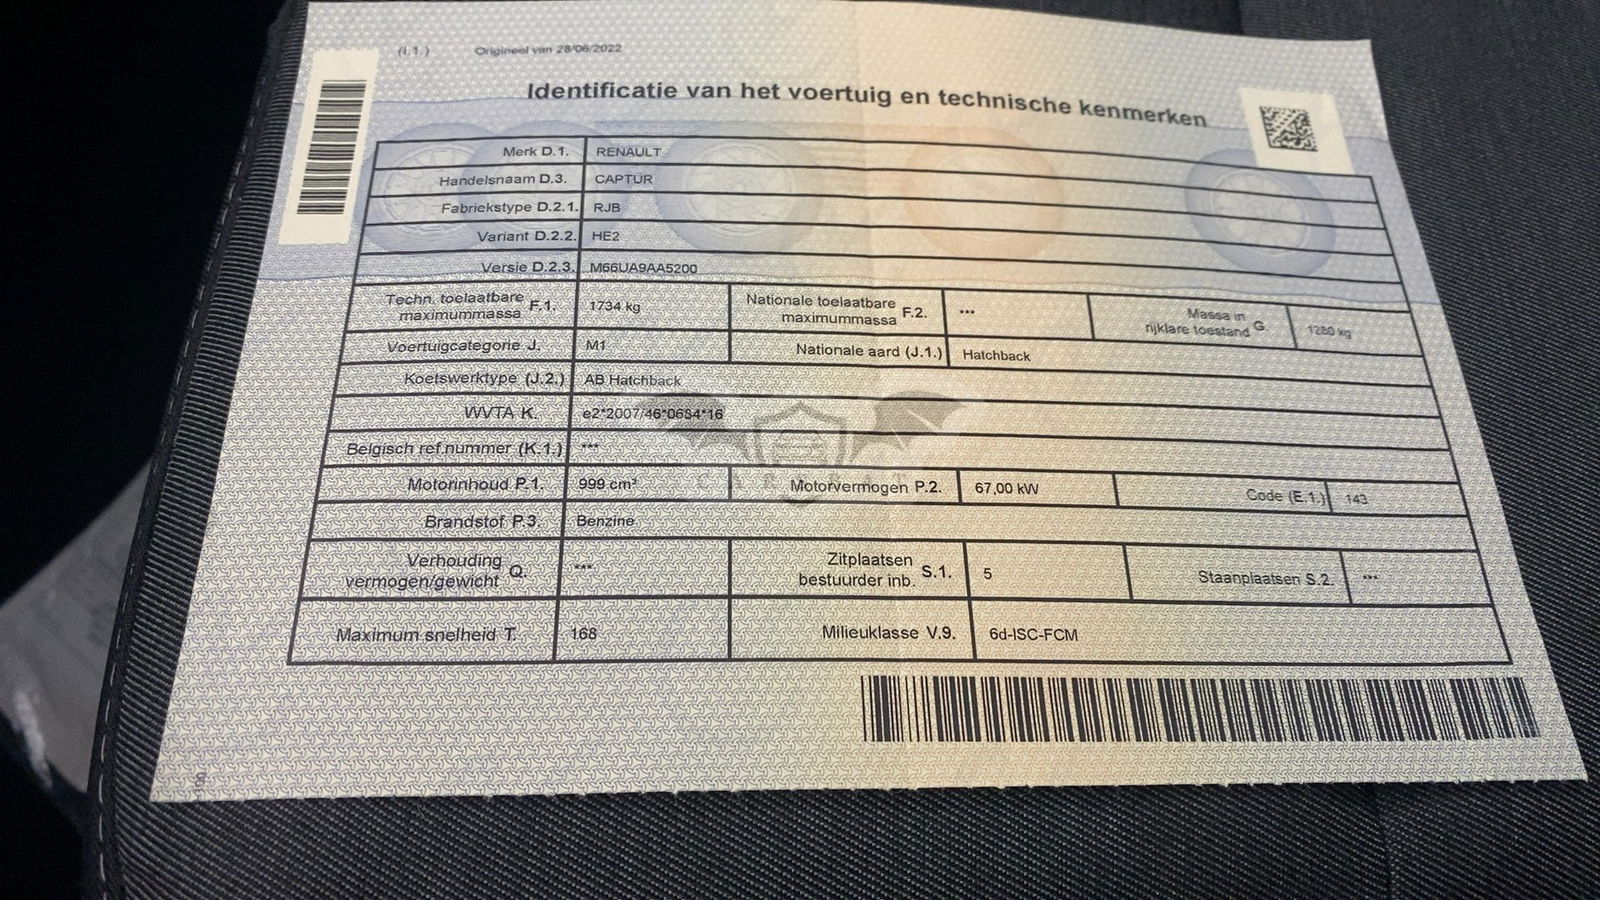 (I.1.) Origineel van 28/06/2022
Identificatie van het voertuig en technische kenmerken
Merk D.1. RENAULT
Handelsnaam D.3. CAPTUR
Fabriekstype D.2.1. RJB
Variant D.2.2. HE2
Versie D.2.3. M66UA9AA5200
Techn. toelaatbare maximummassa F.1. 1734 kg Nationale toelaatbare maximummassa F.2. *** Massa in rijklare toestand G. 1280 kg
Voertuigcategorie J. M1 Nationale aard (J.1.) Hatchback
Koetswerktype (J.2.) AB Hatchback
WVTA K. e2*2007/46*0684*16
Belgisch ref.nummer (K.1.) ***
Motorinhoud P.1. 999 cm³ Motorvermogen P.2. 67,00 kW Code (E.1.) 143
Brandstof P.3. Benzine
Verhouding vermogen/gewicht Q. *** Zitplaatsen bestuurder inb. S.1. 5 Staanplaatsen S.2. ***
Maximum snelheid T. 168 Milieuklasse V.9. 6d-ISC-FCM